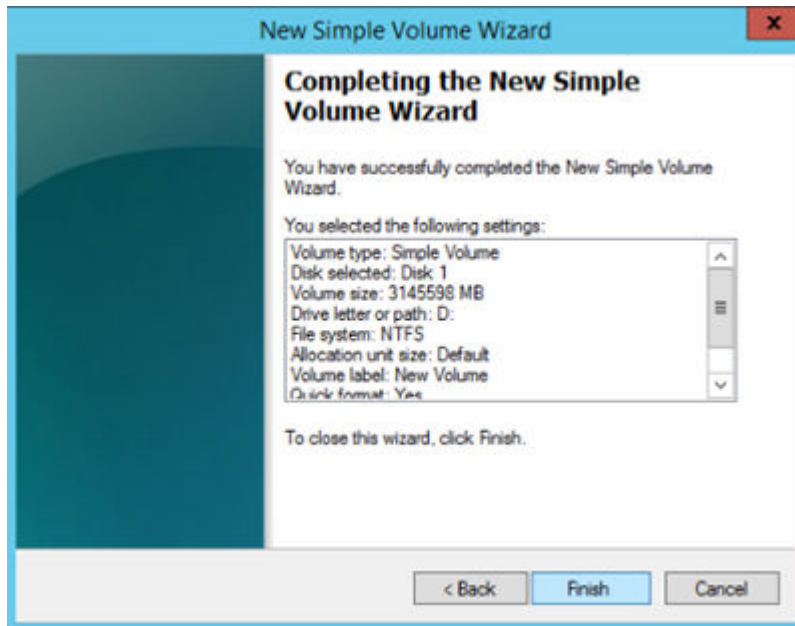 New Simple Volume Wizard
x
Completing the New Simple
Volume Wizard
You have successfully completed the New Simple Volume
Wizard.
You selected the following settings:
Volume type: Simple Volume
Disk selected: Disk 1
Volume size: 3145598 MB
Drive letter or path: D:
File system: NTFS
Allocation unit size: Default
Volume label: New Volume
Quick format: Yes
To close this wizard, click Finish.
< Back Finish Cancel